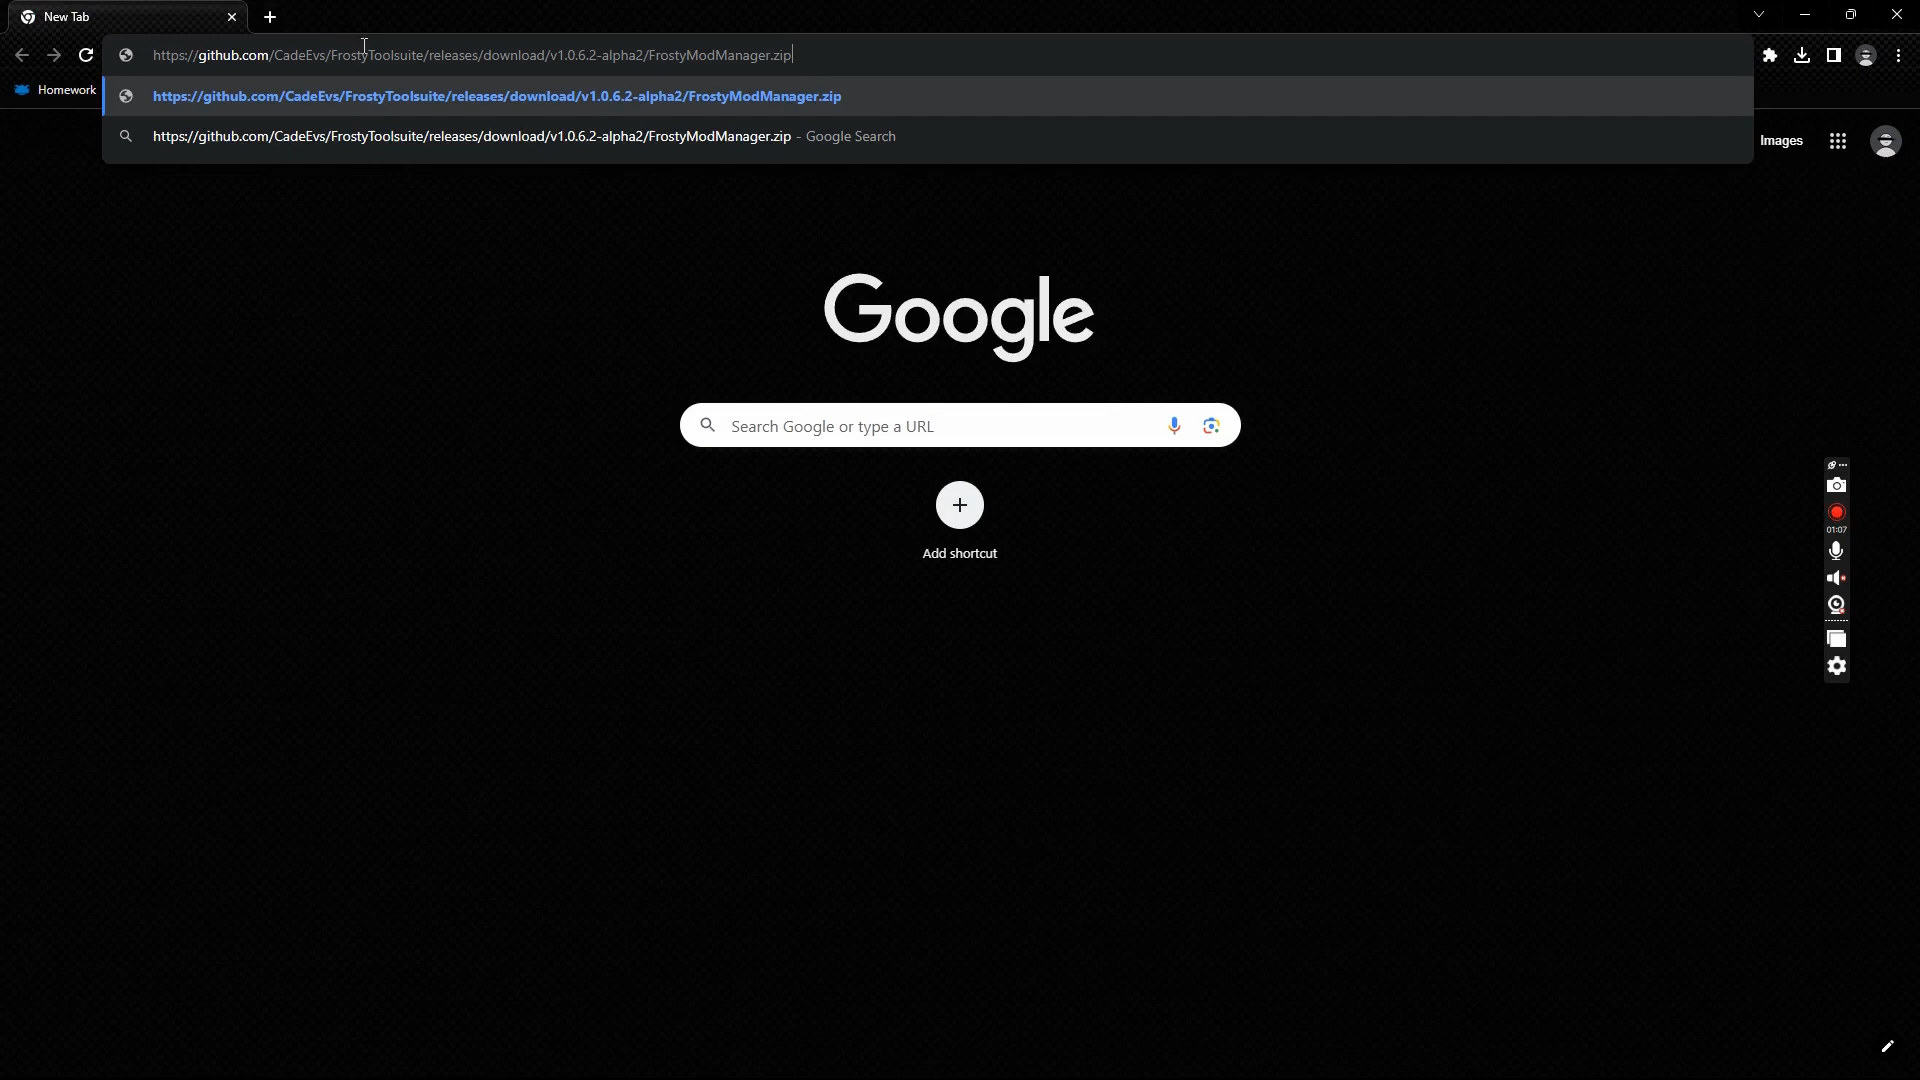 New Tab
https://github.com/CadeEvs/FrostyToolsuite/releases/download/v1.0.6.2-alpha2/FrostyModManager.zip
Homework
https://github.com/CadeEvs/FrostyToolsuite/releases/download/v1.0.6.2-alpha2/FrostyModManager.zip
https://github.com/CadeEvs/FrostyToolsuite/releases/download/v1.0.6.2-alpha2/FrostyModManager.zip - Google Search
Images
Google
Search Google or type a URL
Add shortcut
01:07